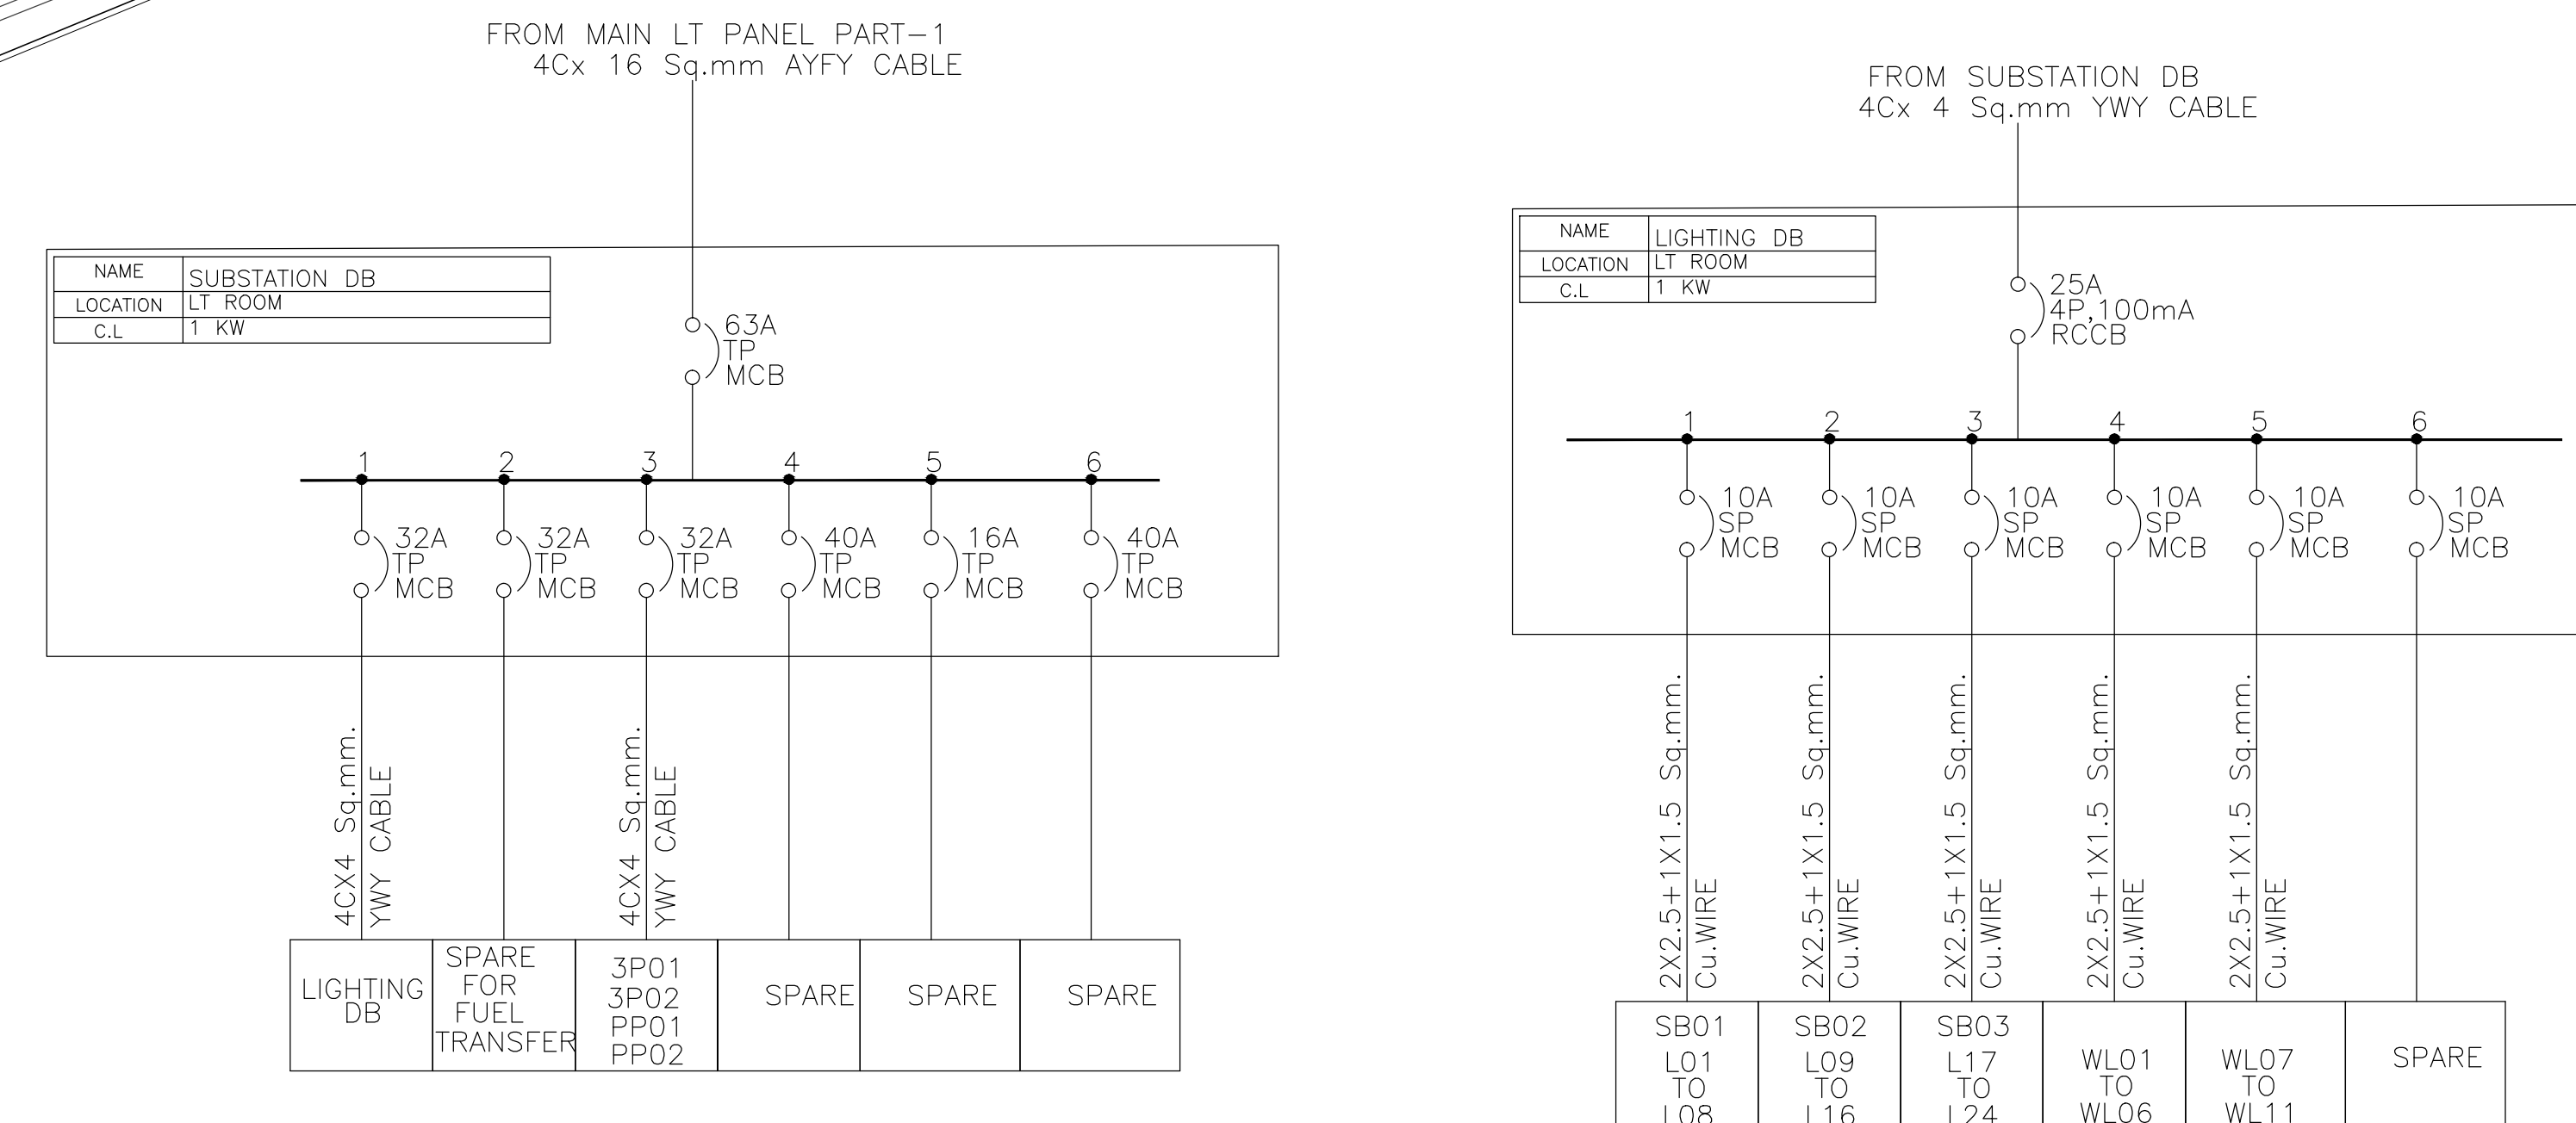 FROM MAIN LT PANEL PART-1
4Cx 16 Sq.mm AYFY CABLE
NAME SUBSTATION DB
LOCATION LT ROOM
C.L 1 KW
63A
TP
MCB
1 2 3 4 5 6
32A 32A 32A 40A 16A 40A
TP TP TP TP TP TP
MCB MCB MCB MCB MCB MCB
4CX4 Sq.mm.
YWY CABLE
4CX4 Sq.mm.
YWY CABLE
LIGHTING
DB
SPARE
FOR
FUEL
TRANSFER
3P01
3P02
PP01
PP02
SPARE
SPARE
SPARE
FROM SUBSTATION DB
4Cx 4 Sq.mm YWY CABLE
NAME LIGHTING DB
LOCATION LT ROOM
C.L 1 KW
25A
4P,100mA
RCCB
1 2 3 4 5 6
10A 10A 10A 10A 10A 10A
SP SP SP SP SP SP
MCB MCB MCB MCB MCB MCB
2X2.5+1X1.5 Sq.mm.
Cu.WIRE
2X2.5+1X1.5 Sq.mm.
Cu.WIRE
2X2.5+1X1.5 Sq.mm.
Cu.WIRE
2X2.5+1X1.5 Sq.mm.
Cu.WIRE
2X2.5+1X1.5 Sq.mm.
Cu.WIRE
SB01
L01
TO
L08
SB02
L09
TO
L16
SB03
L17
TO
L24
WL01
TO
WL06
WL07
TO
WL11
SPARE